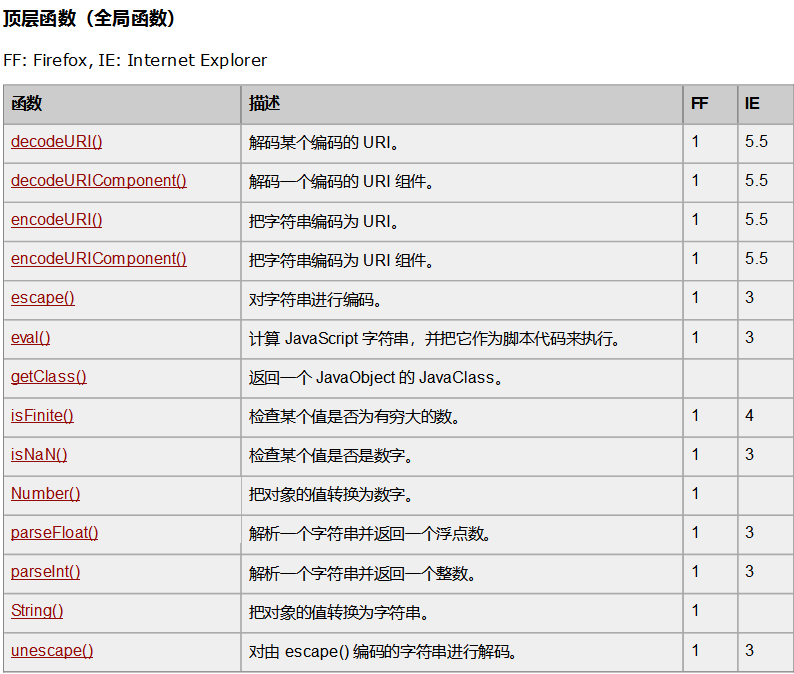 顶层函数（全局函数）
FF: Firefox, IE: Internet Explorer
函数 描述 FF IE
decodeURI() 解码某个编码的 URI。 1 5.5
decodeURIComponent() 解码一个编码的 URI 组件。 1 5.5
encodeURI() 把字符串编码为 URI。 1 5.5
encodeURIComponent() 把字符串编码为 URI 组件。 1 5.5
escape() 对字符串进行编码。 1 3
eval() 计算 JavaScript 字符串，并把它作为脚本代码来执行。 1 3
getClass() 返回一个 JavaObject 的 JavaClass。
isFinite() 检查某个值是否为有穷大的数。 1 4
isNaN() 检查某个值是否是数字。 1 3
Number() 把对象的值转换为数字。 1
parseFloat() 解析一个字符串并返回一个浮点数。 1 3
parseInt() 解析一个字符串并返回一个整数。 1 3
String() 把对象的值转换为字符串。 1
unescape() 对由 escape() 编码的字符串进行解码。 1 3